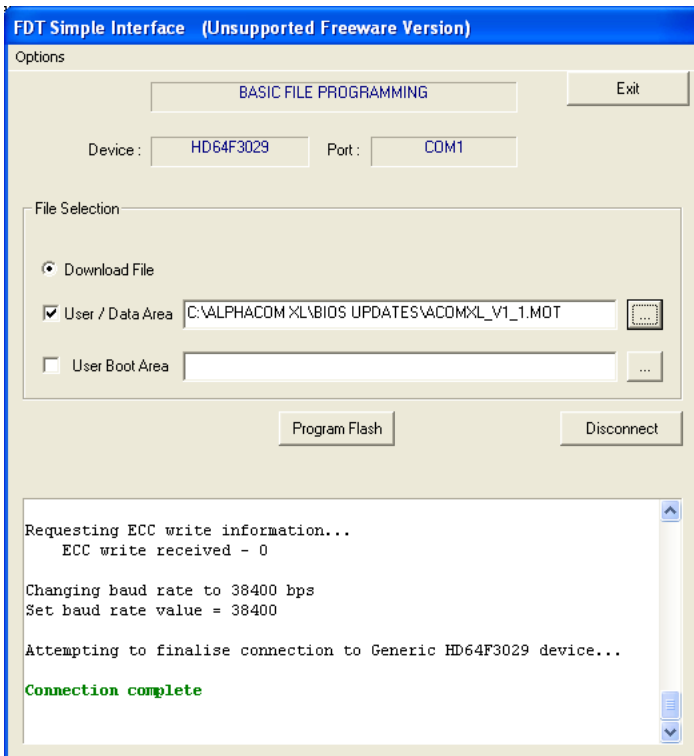 FDT Simple Interface (Unsupported Freeware Version)
Options
BASIC FILE PROGRAMMING
Exit
Device : HD64F3029 Port : COM1
File Selection
Download File
User / Data Area C:\ALPHACOM XL\BIOS UPDATES\ACOMXL_V1_1.MOT ...
User Boot Area ...
Program Flash Disconnect
Requesting ECC write information...
ECC write received - 0
Changing baud rate to 38400 bps
Set baud rate value = 38400
Attempting to finalise connection to Generic HD64F3029 device...
Connection complete